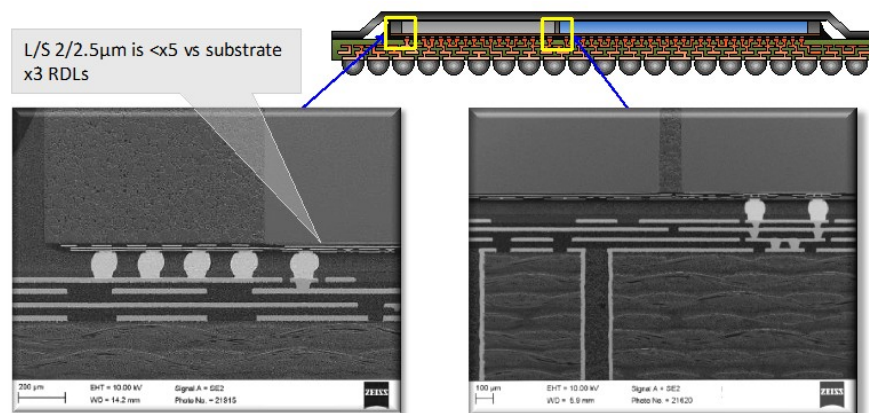 L/S 2/2.5µm is <x5 vs substrate
x3 RDLs
200 µm
EHT = 10.00 kV
Signal A = SE2
WD = 14.2 mm
Photo No. = 21815
ZEISS
100 µm
EHT = 10.00 kV
Signal A = SE2
WD = 5.9 mm
Photo No. = 21620
ZEISS